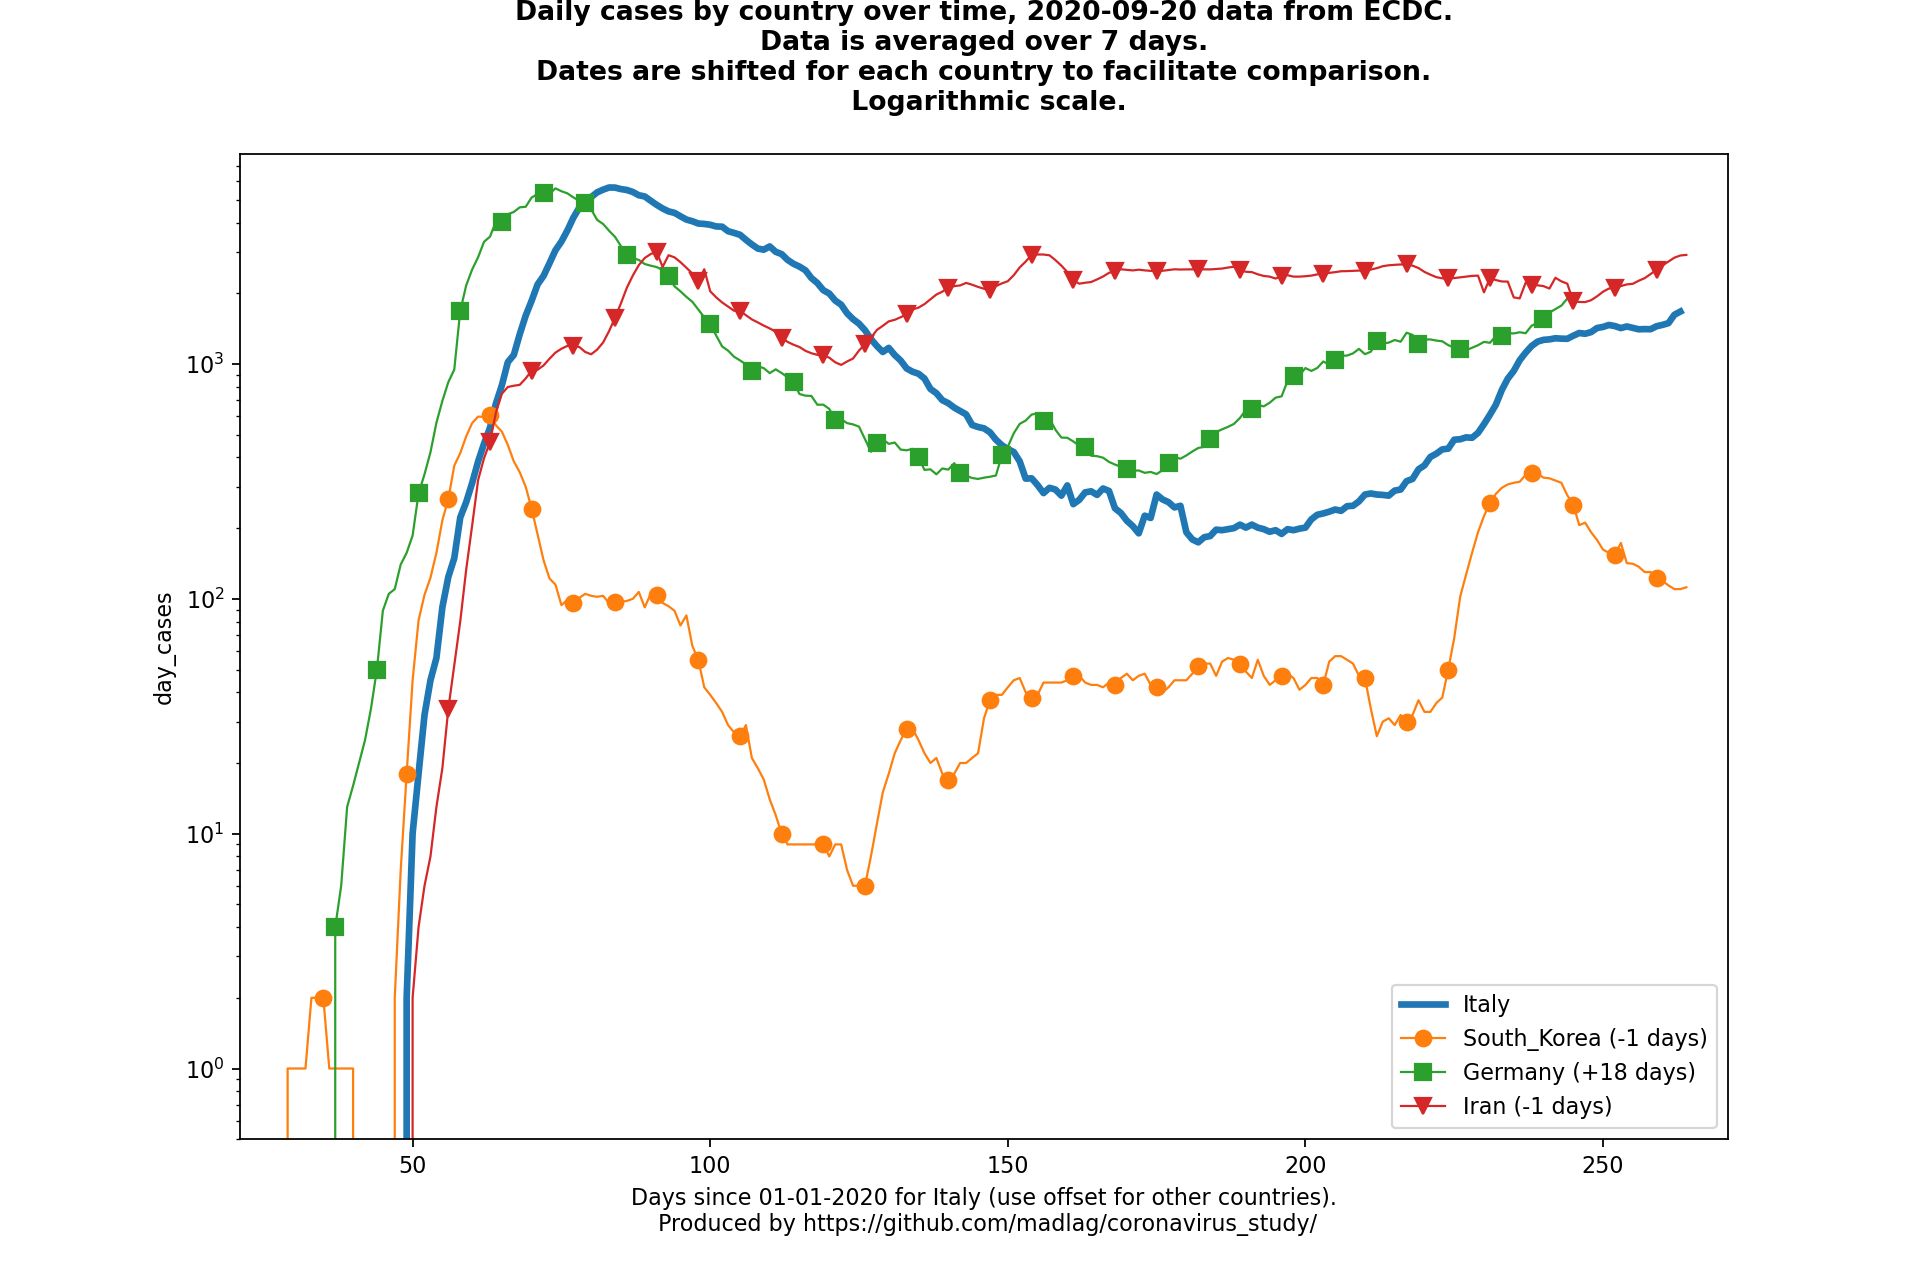 Daily cases by country over time, 2020-09-20 data from ECDC.
Data is averaged over 7 days.
Dates are shifted for each country to facilitate comparison.
Logarithmic scale.
day_cases
10³
10²
10¹
10⁰
50
100
150
200
250
Italy
South_Korea (-1 days)
Germany (+18 days)
Iran (-1 days)
Days since 01-01-2020 for Italy (use offset for other countries).
Produced by https://github.com/madlag/coronavirus_study/